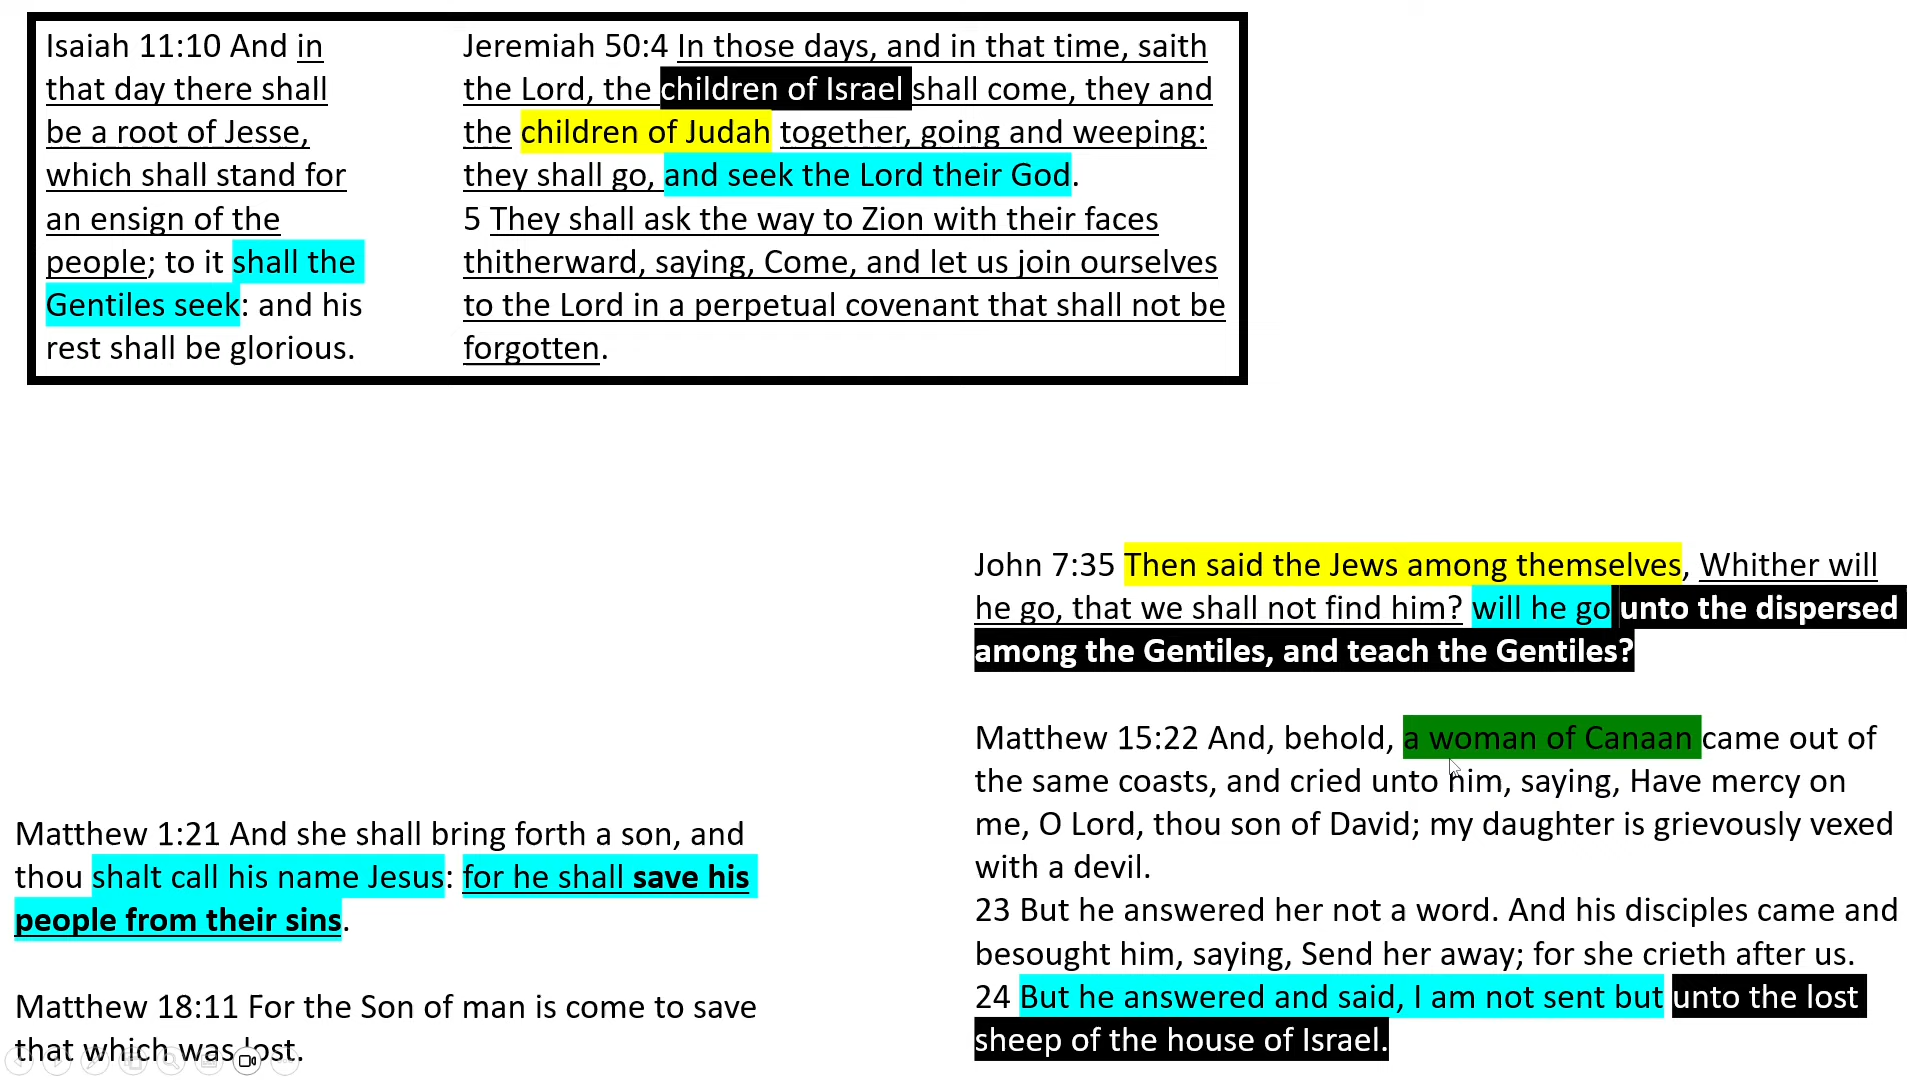 Isaiah 11:10 And in
that day there shall
be a root of Jesse,
which shall stand for
an ensign of the
people; to it shall the
Gentiles seek: and his
rest shall be glorious.
Jeremiah 50:4 In those days, and in that time, saith
the Lord, the children of Israel shall come, they and
the children of Judah together, going and weeping:
they shall go, and seek the Lord their God.
5 They shall ask the way to Zion with their faces
thitherward, saying, Come, and let us join ourselves
to the Lord in a perpetual covenant that shall not be
forgotten.
John 7:35 Then said the Jews among themselves, Whither will
he go, that we shall not find him? will he go unto the dispersed
among the Gentiles, and teach the Gentiles?
Matthew 15:22 And, behold, a woman of Canaan came out of
the same coasts, and cried unto him, saying, Have mercy on
me, O Lord, thou son of David; my daughter is grievously vexed
with a devil.
23 But he answered her not a word. And his disciples came and
besought him, saying, Send her away; for she crieth after us.
24 But he answered and said, I am not sent but unto the lost
sheep of the house of Israel.
Matthew 1:21 And she shall bring forth a son, and
thou shalt call his name Jesus: for he shall save his
people from their sins.
Matthew 18:11 For the Son of man is come to save
that which was lost.